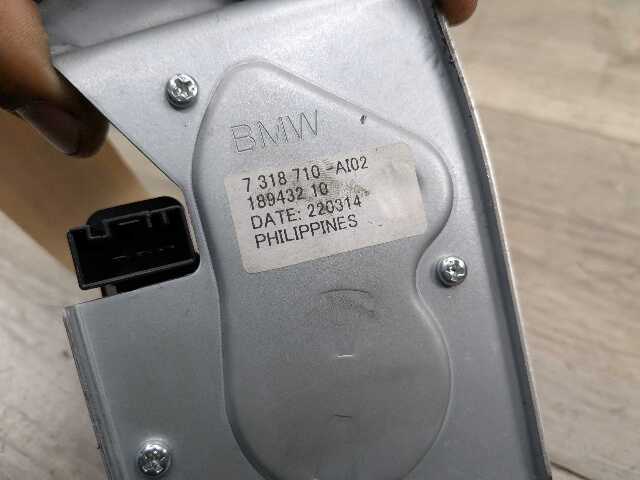 BMW
7 318 710 -AI02
189432 10
DATE: 220314
PHILIPPINES